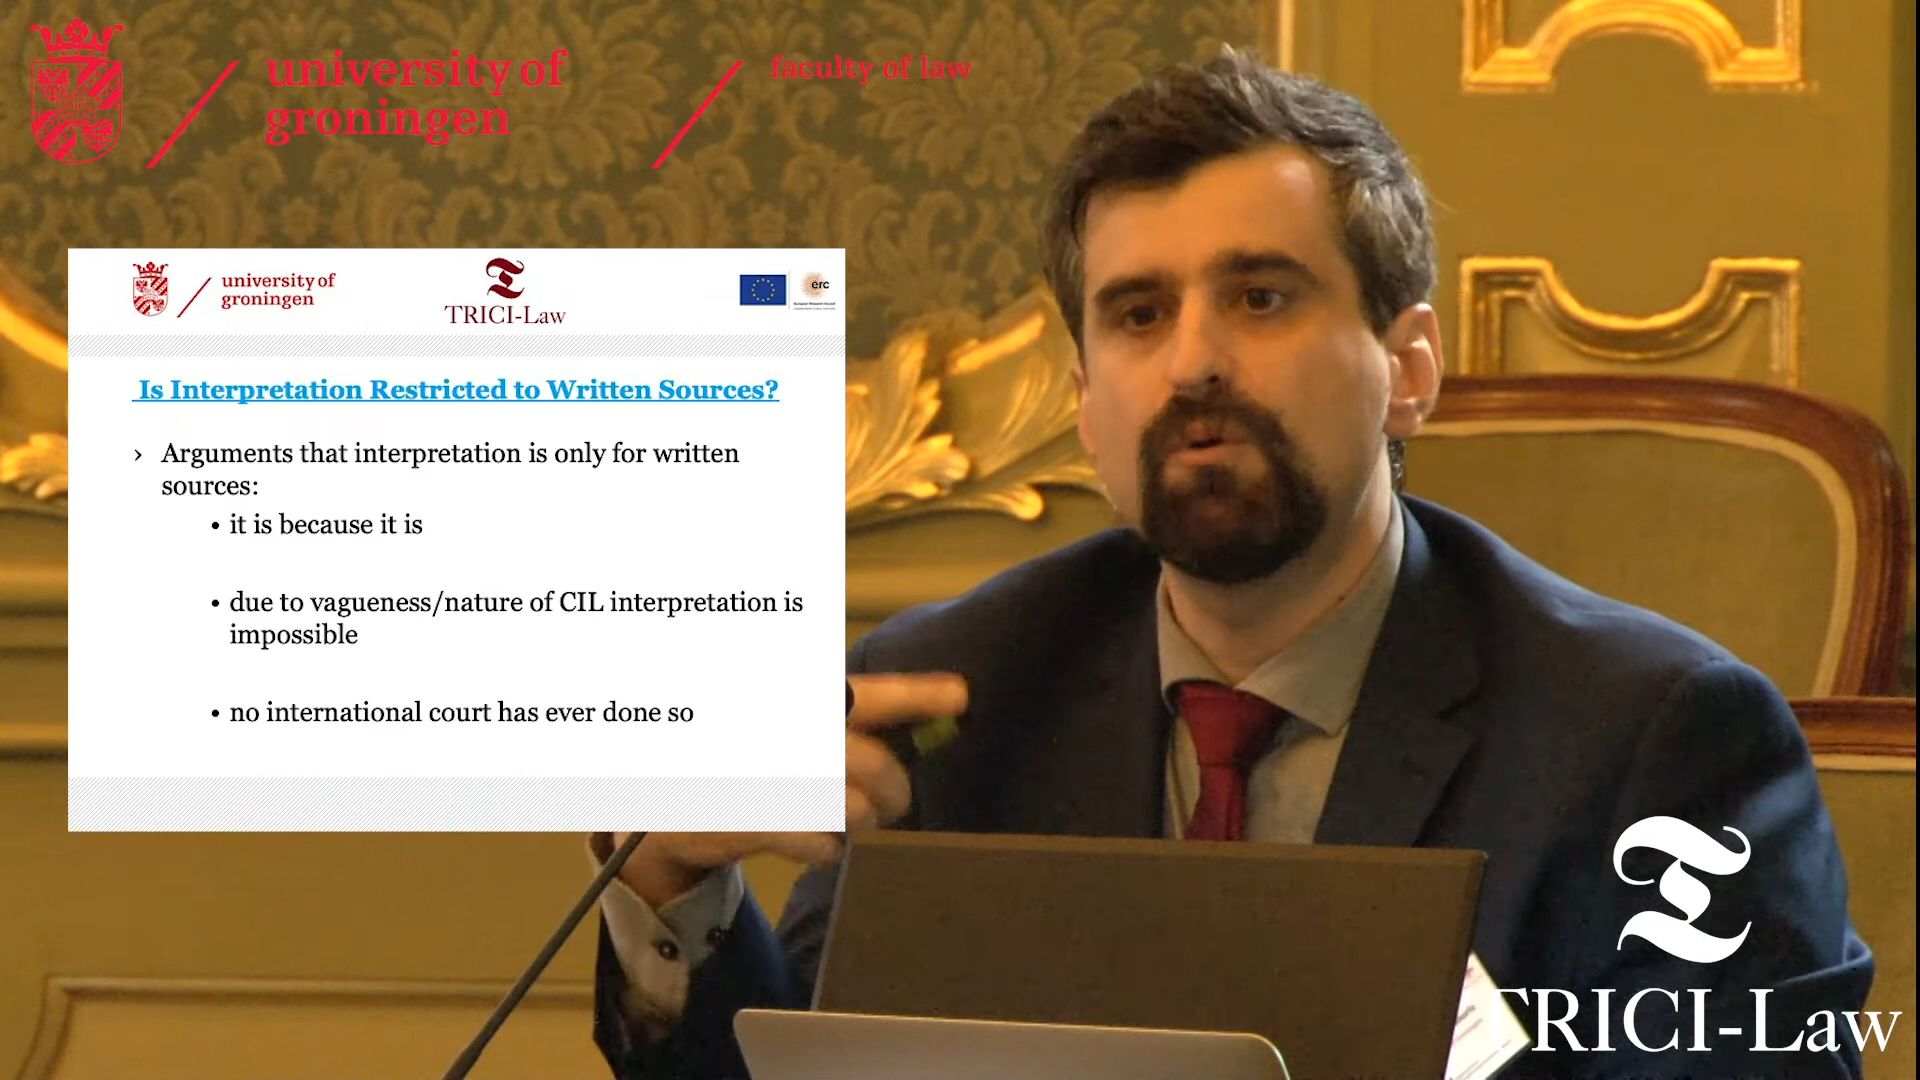 university of
groningen
faculty of law
university of
groningen
TRICI-Law
erc
Is Interpretation Restricted to Written Sources?
› Arguments that interpretation is only for written
sources:
• it is because it is
• due to vagueness/nature of CIL interpretation is
impossible
• no international court has ever done so
TRICI-Law